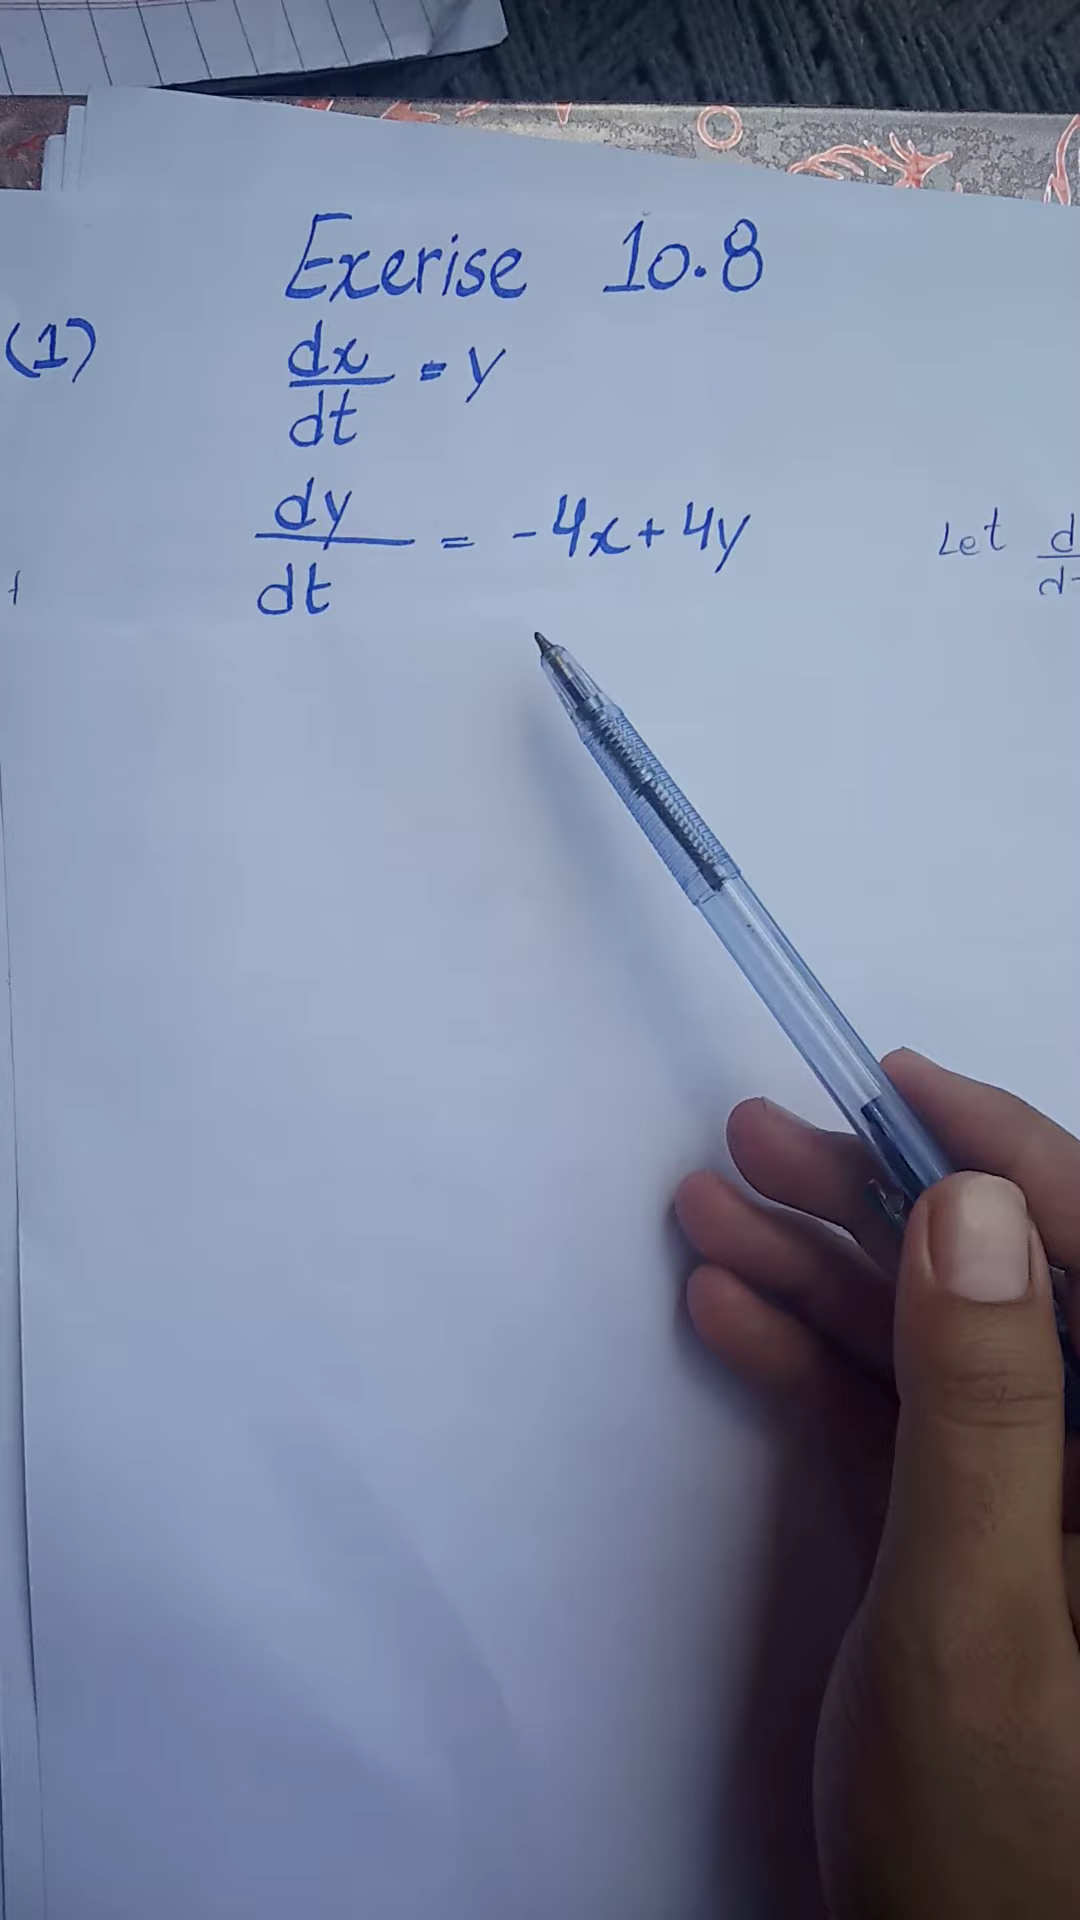 Exerise 10.8
(1) dx/dt = y
dy/dt = -4x+4y
Let